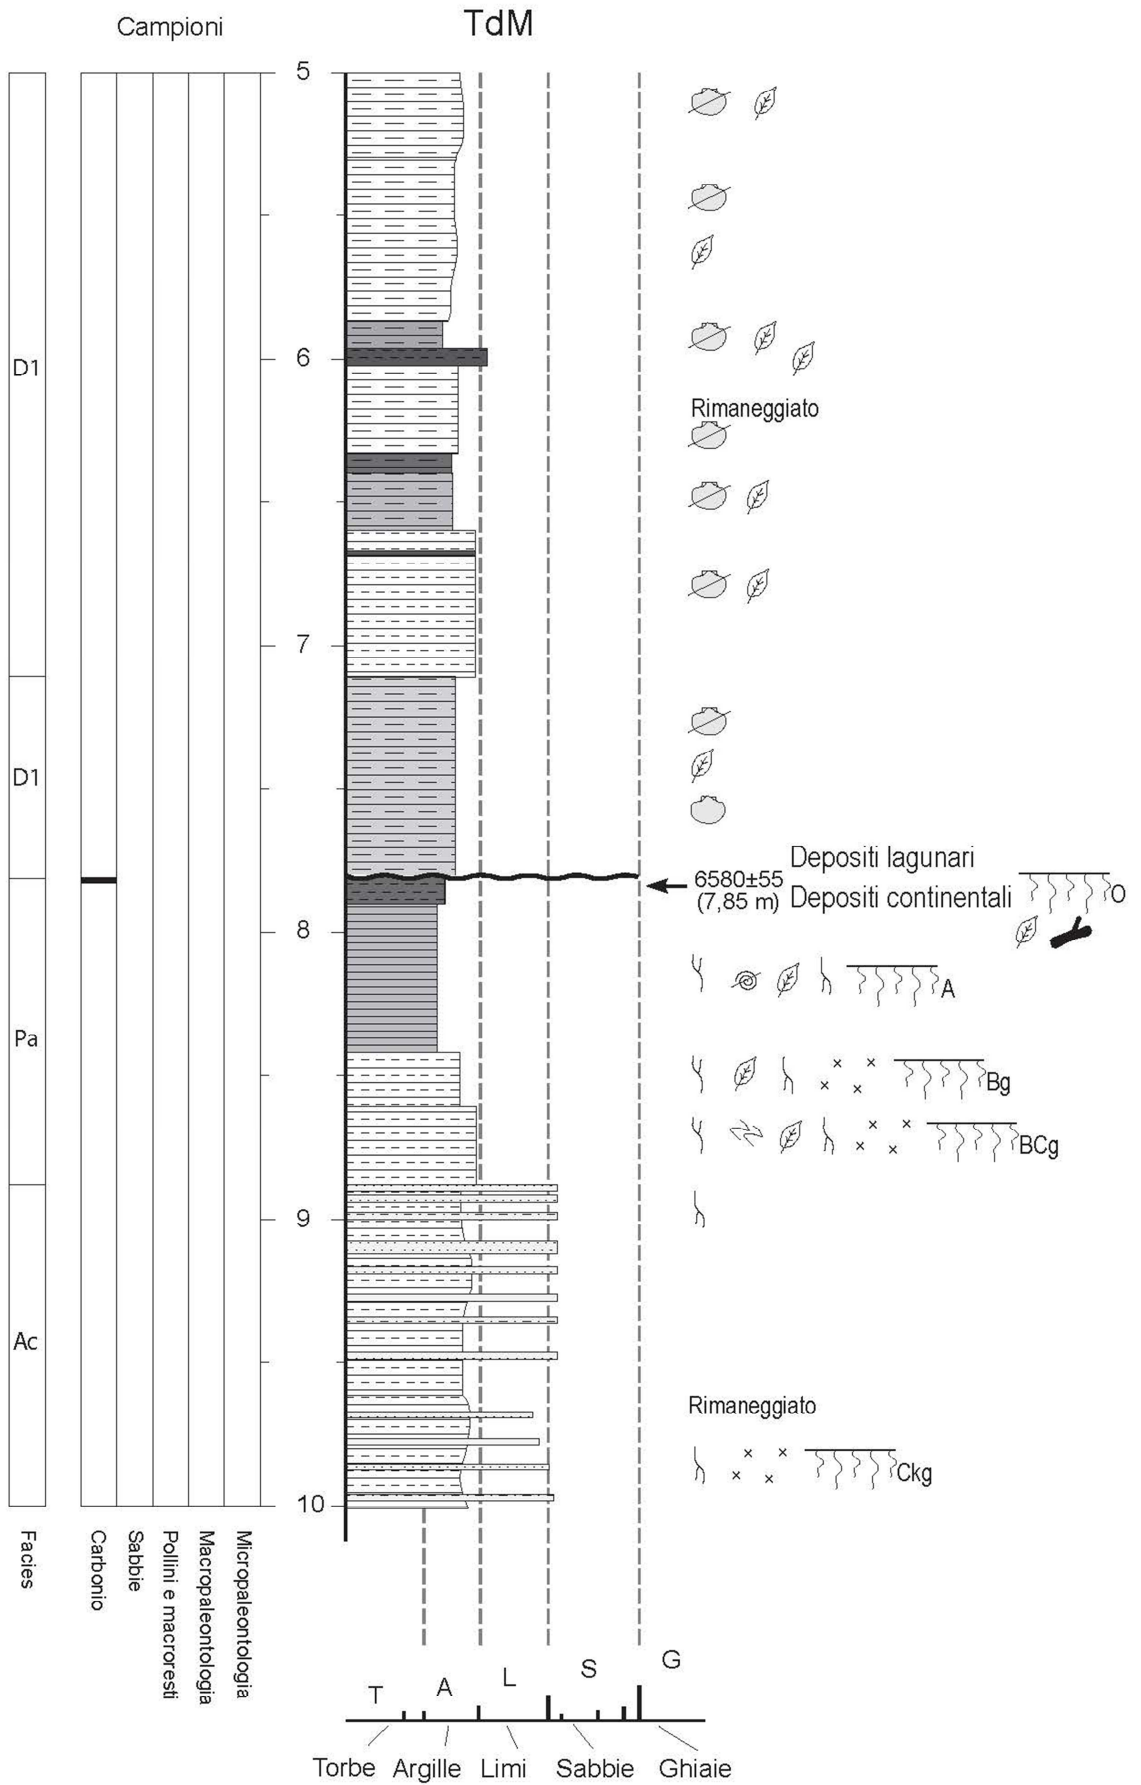 Campioni
TdM
5
6
7
8
9
10
D1
D1
Pa
Ac
Rimaneggiato
6580±55
(7,85 m)
Depositi lagunari
Depositi continentali
O
A
Bg
BCg
Rimaneggiato
Ckg
Facies
Carbonio
Sabbie
Pollini e macroresti
Macropaleontologia
Micropaleontologia
T A L S G
Torbe Argille Limi Sabbie Ghiaie